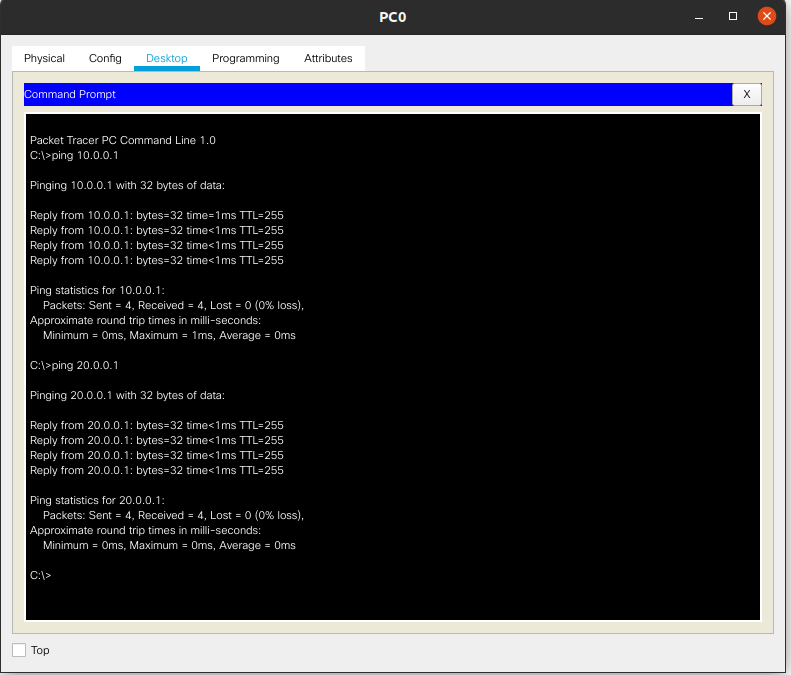 PC0
Physical Config Desktop Programming Attributes
Command Prompt X
Packet Tracer PC Command Line 1.0
C:\>ping 10.0.0.1
Pinging 10.0.0.1 with 32 bytes of data:
Reply from 10.0.0.1: bytes=32 time=1ms TTL=255
Reply from 10.0.0.1: bytes=32 time<1ms TTL=255
Reply from 10.0.0.1: bytes=32 time<1ms TTL=255
Reply from 10.0.0.1: bytes=32 time<1ms TTL=255
Ping statistics for 10.0.0.1:
Packets: Sent = 4, Received = 4, Lost = 0 (0% loss),
Approximate round trip times in milli-seconds:
Minimum = 0ms, Maximum = 1ms, Average = 0ms
C:\>ping 20.0.0.1
Pinging 20.0.0.1 with 32 bytes of data:
Reply from 20.0.0.1: bytes=32 time<1ms TTL=255
Reply from 20.0.0.1: bytes=32 time<1ms TTL=255
Reply from 20.0.0.1: bytes=32 time<1ms TTL=255
Reply from 20.0.0.1: bytes=32 time<1ms TTL=255
Ping statistics for 20.0.0.1:
Packets: Sent = 4, Received = 4, Lost = 0 (0% loss),
Approximate round trip times in milli-seconds:
Minimum = 0ms, Maximum = 0ms, Average = 0ms
C:\>
Top